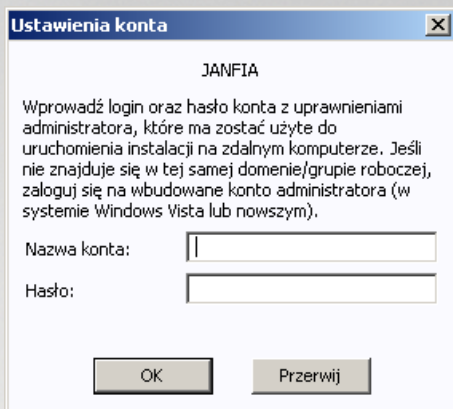 Ustawienia konta
JANFIA
Wprowadź login oraz hasło konta z uprawnieniami
administratora, które ma zostać użyte do
uruchomienia instalacji na zdalnym komputerze. Jeśli
nie znajduje się w tej samej domenie/grupie roboczej,
zaloguj się na wbudowane konto administratora (w
systemie Windows Vista lub nowszym).
Nazwa konta:
Hasło:
OK Przerwij